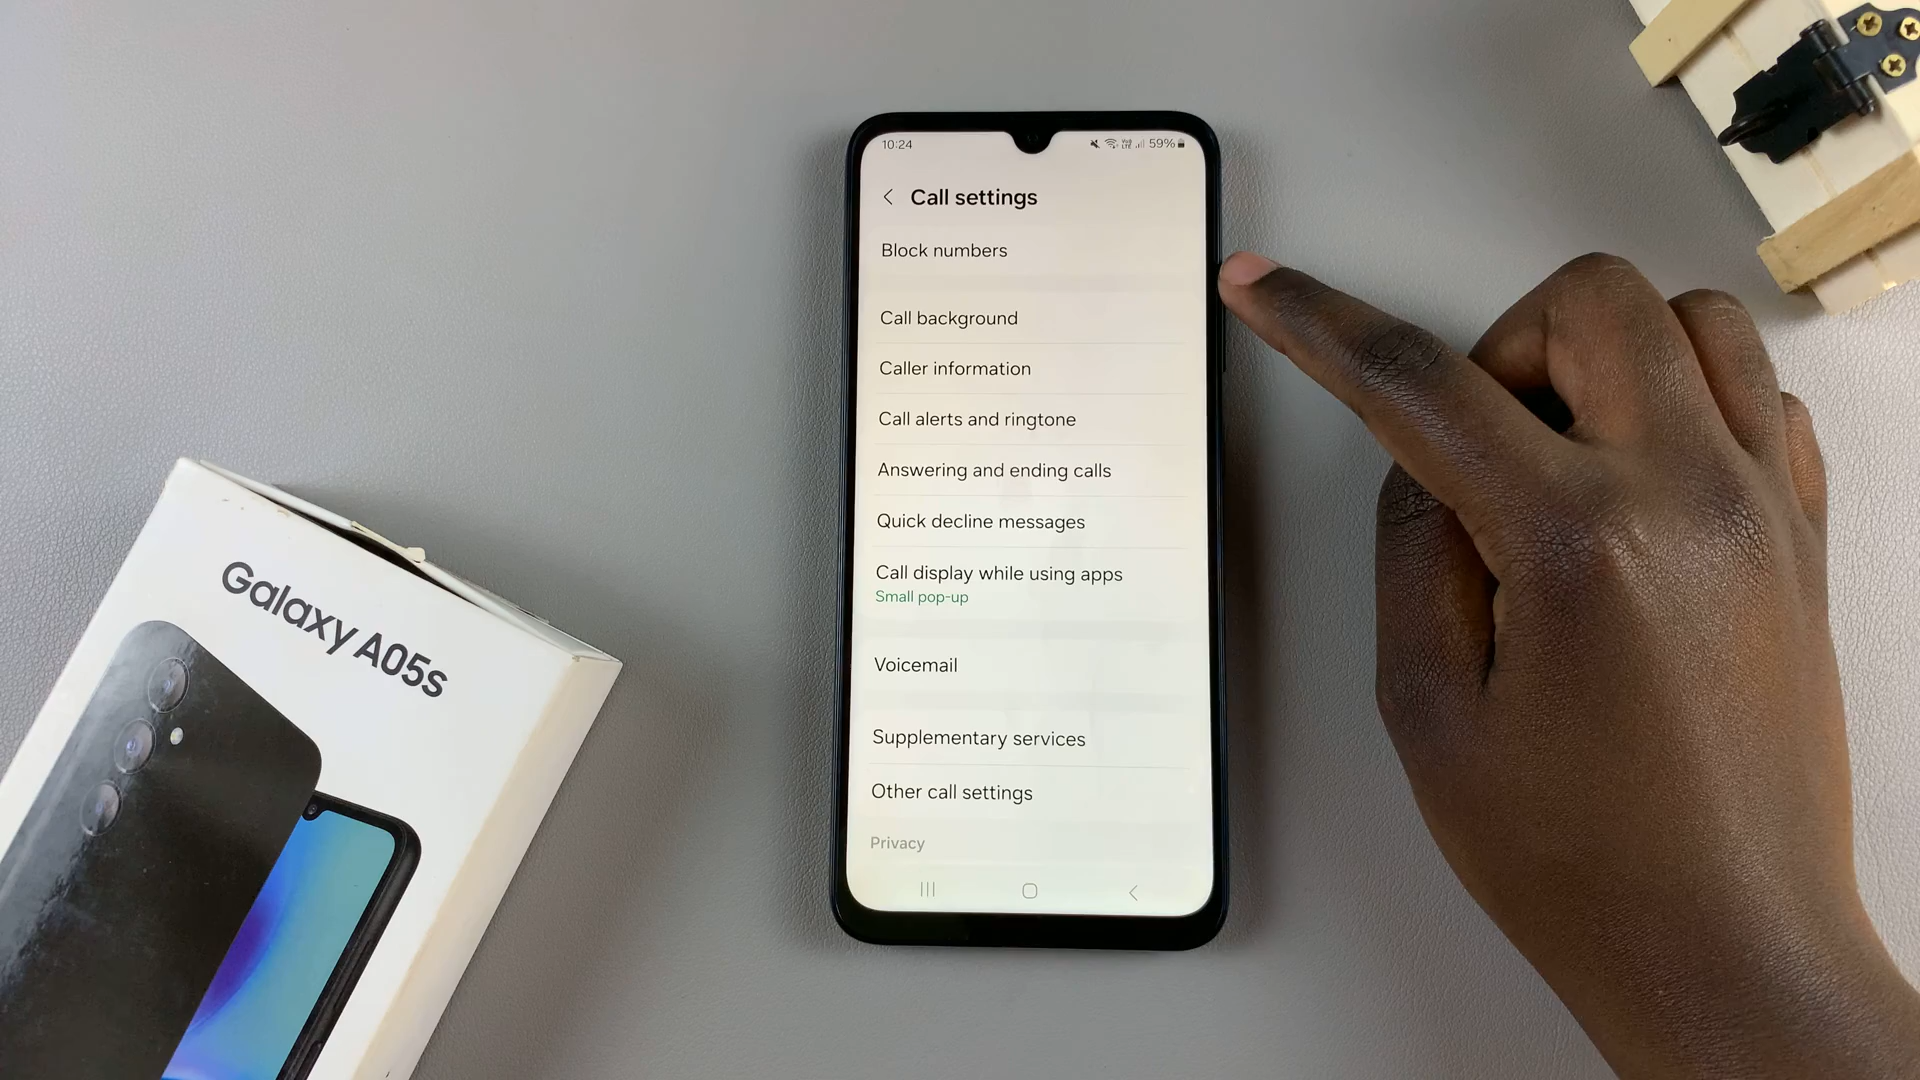 10:24
59%
Call settings
Block numbers
Call background
Caller information
Call alerts and ringtone
Answering and ending calls
Quick decline messages
Call display while using apps
Small pop-up
Voicemail
Supplementary services
Other call settings
Privacy
Galaxy A05s